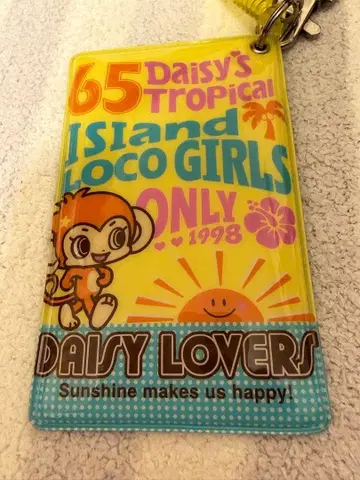 65 Daisy's
Tropical
ISland
LOCO GIRLS
ONLY
1998
DAISY LOVERS
Sunshine makes us happy!